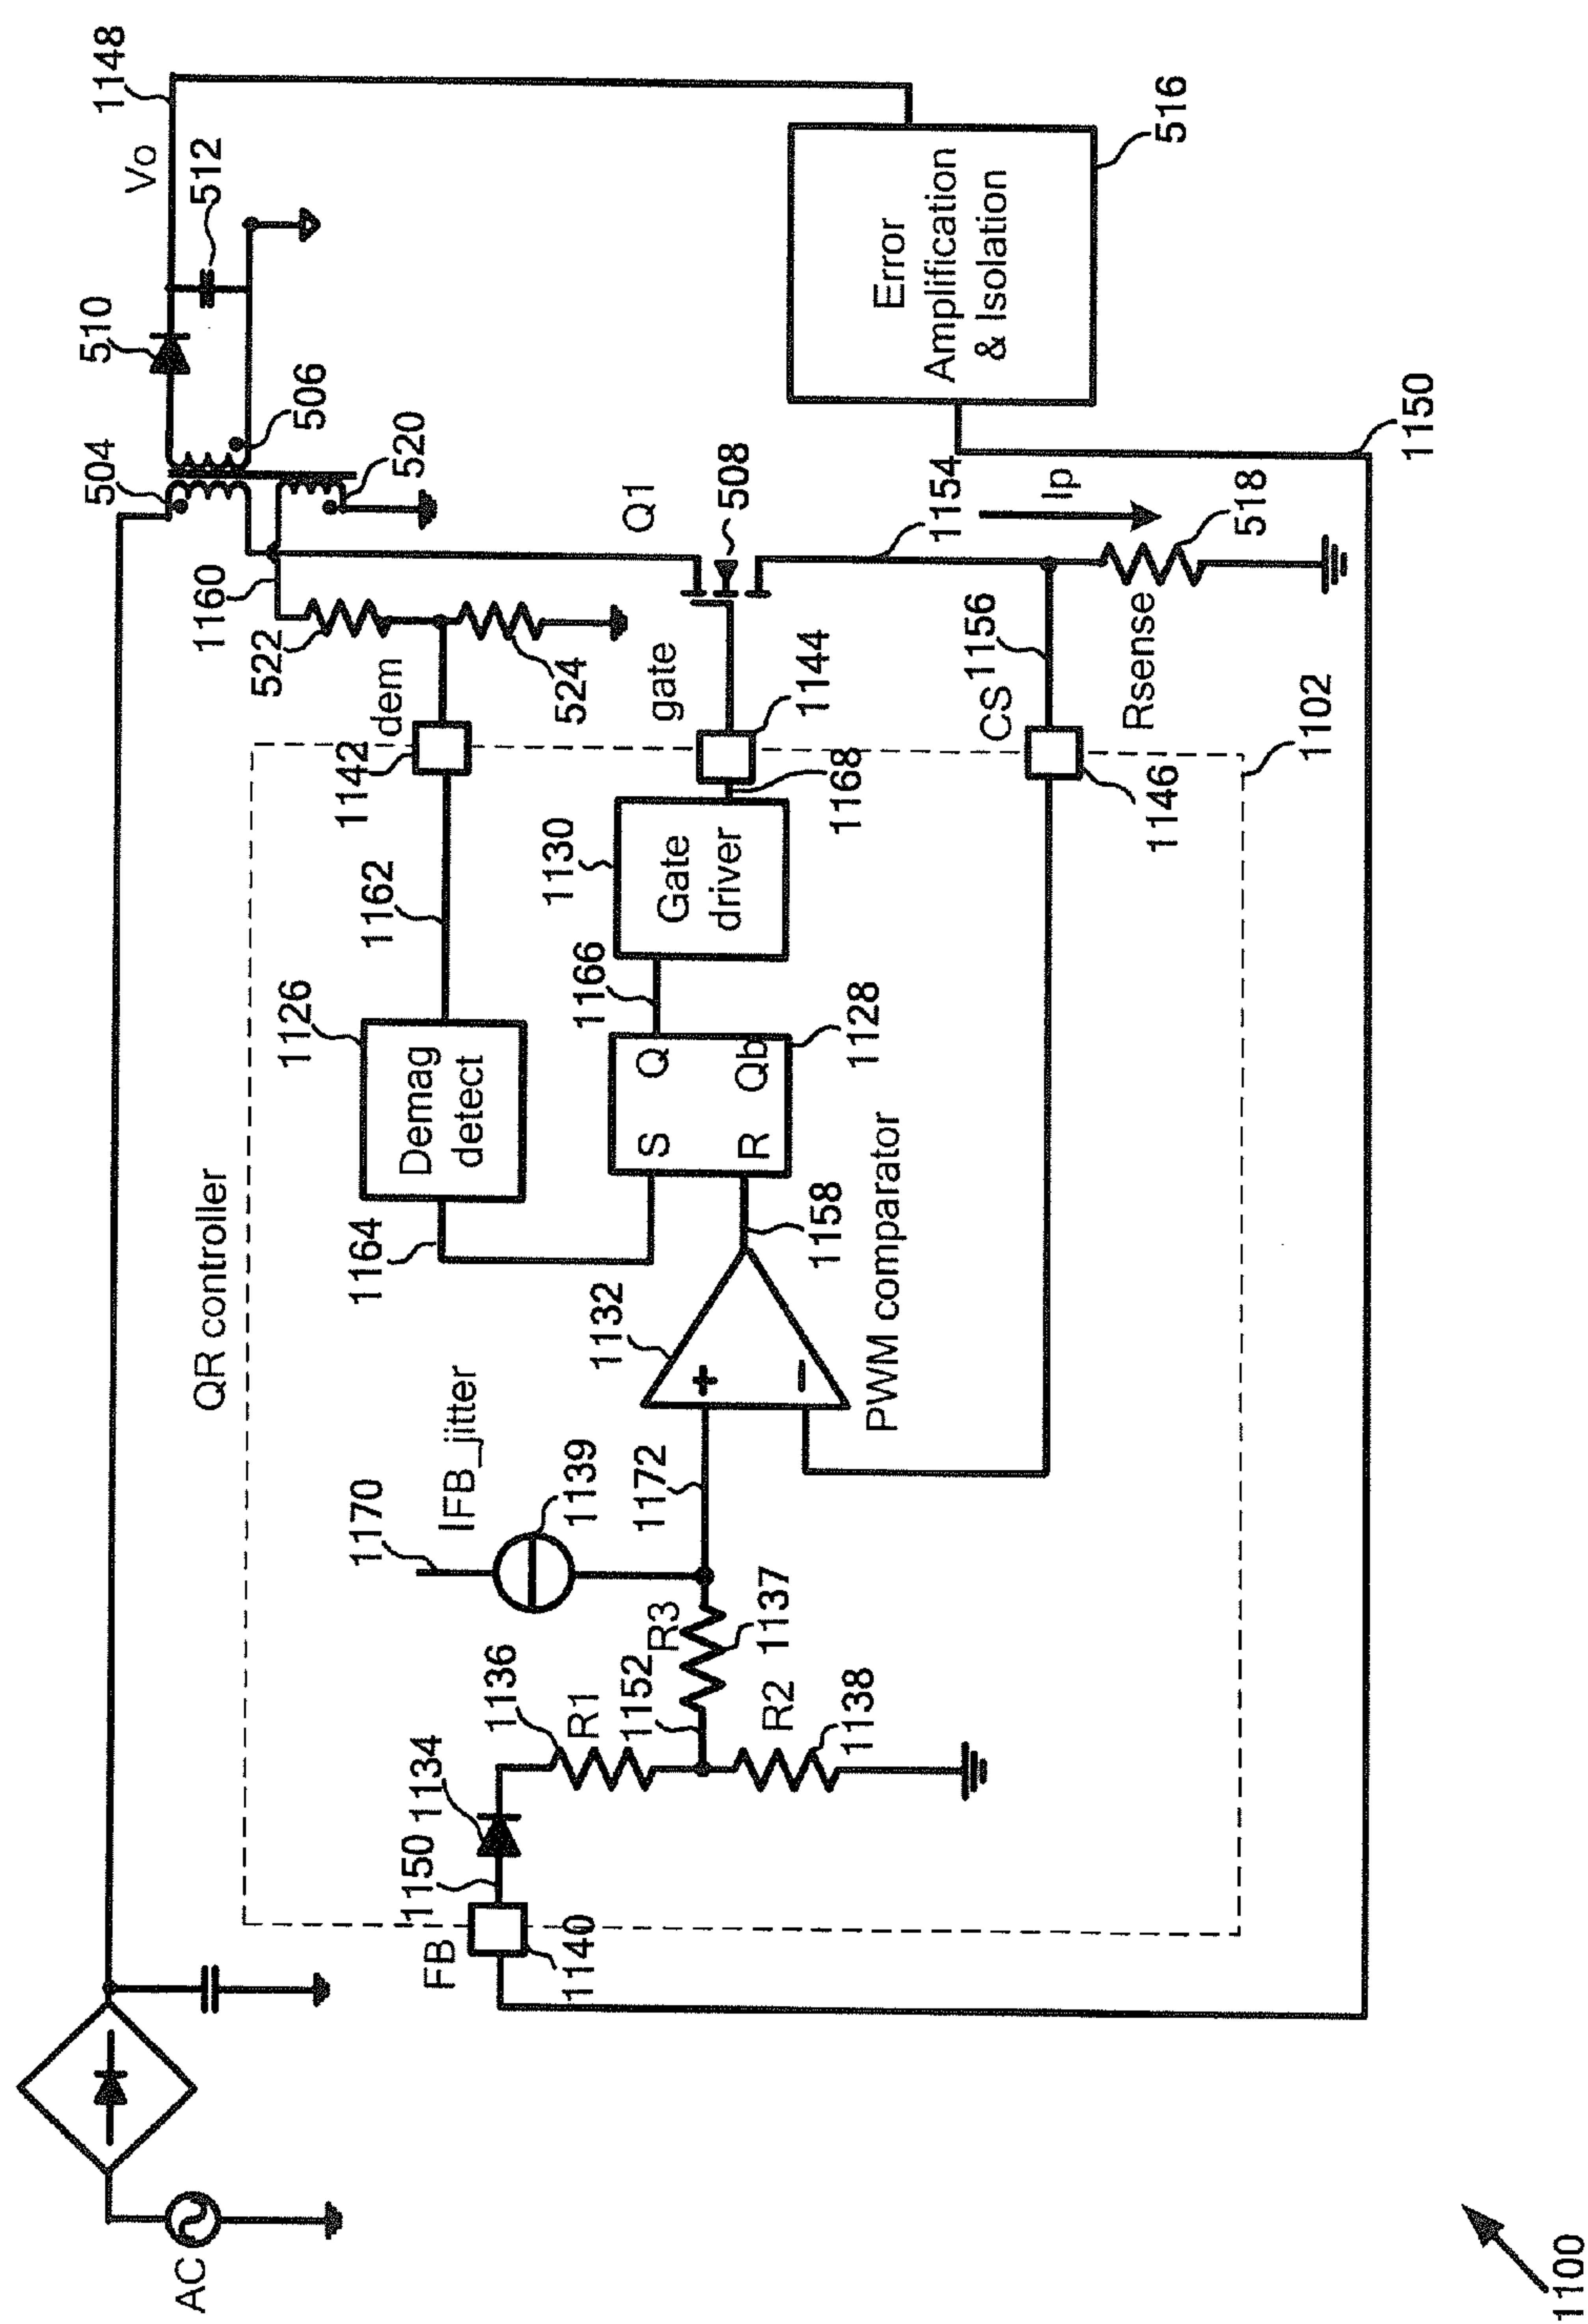 1148
Vo
512
510
504
506
520
1160
522
524
dem
1142
Q1
508
gate
1144
1168
1154
Ip
518
CS
1156
Rsense
1146
1102
Error
Amplification
& Isolation
516
1150
QR controller
1126
Demag
detect
1162
1164
1130
Gate
driver
1166
S
Q
R
Qb
1128
1158
1132
+
−
PWM comparator
IFB_jitter
1170
1139
1172
R3
1137
1136
R1
1152
R2
1138
1134
1150
FB
1140
AC
1100